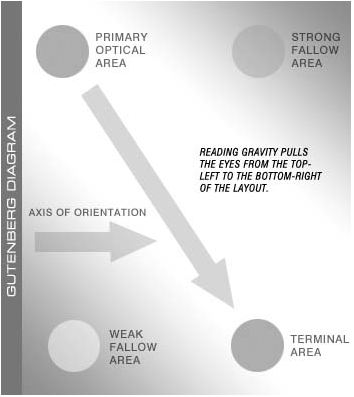 GUTENBERG DIAGRAM
PRIMARY
OPTICAL
AREA
STRONG
FALLOW
AREA
READING GRAVITY PULLS
THE EYES FROM THE TOP-
LEFT TO THE BOTTOM-RIGHT
OF THE LAYOUT.
AXIS OF ORIENTATION
WEAK
FALLOW
AREA
TERMINAL
AREA